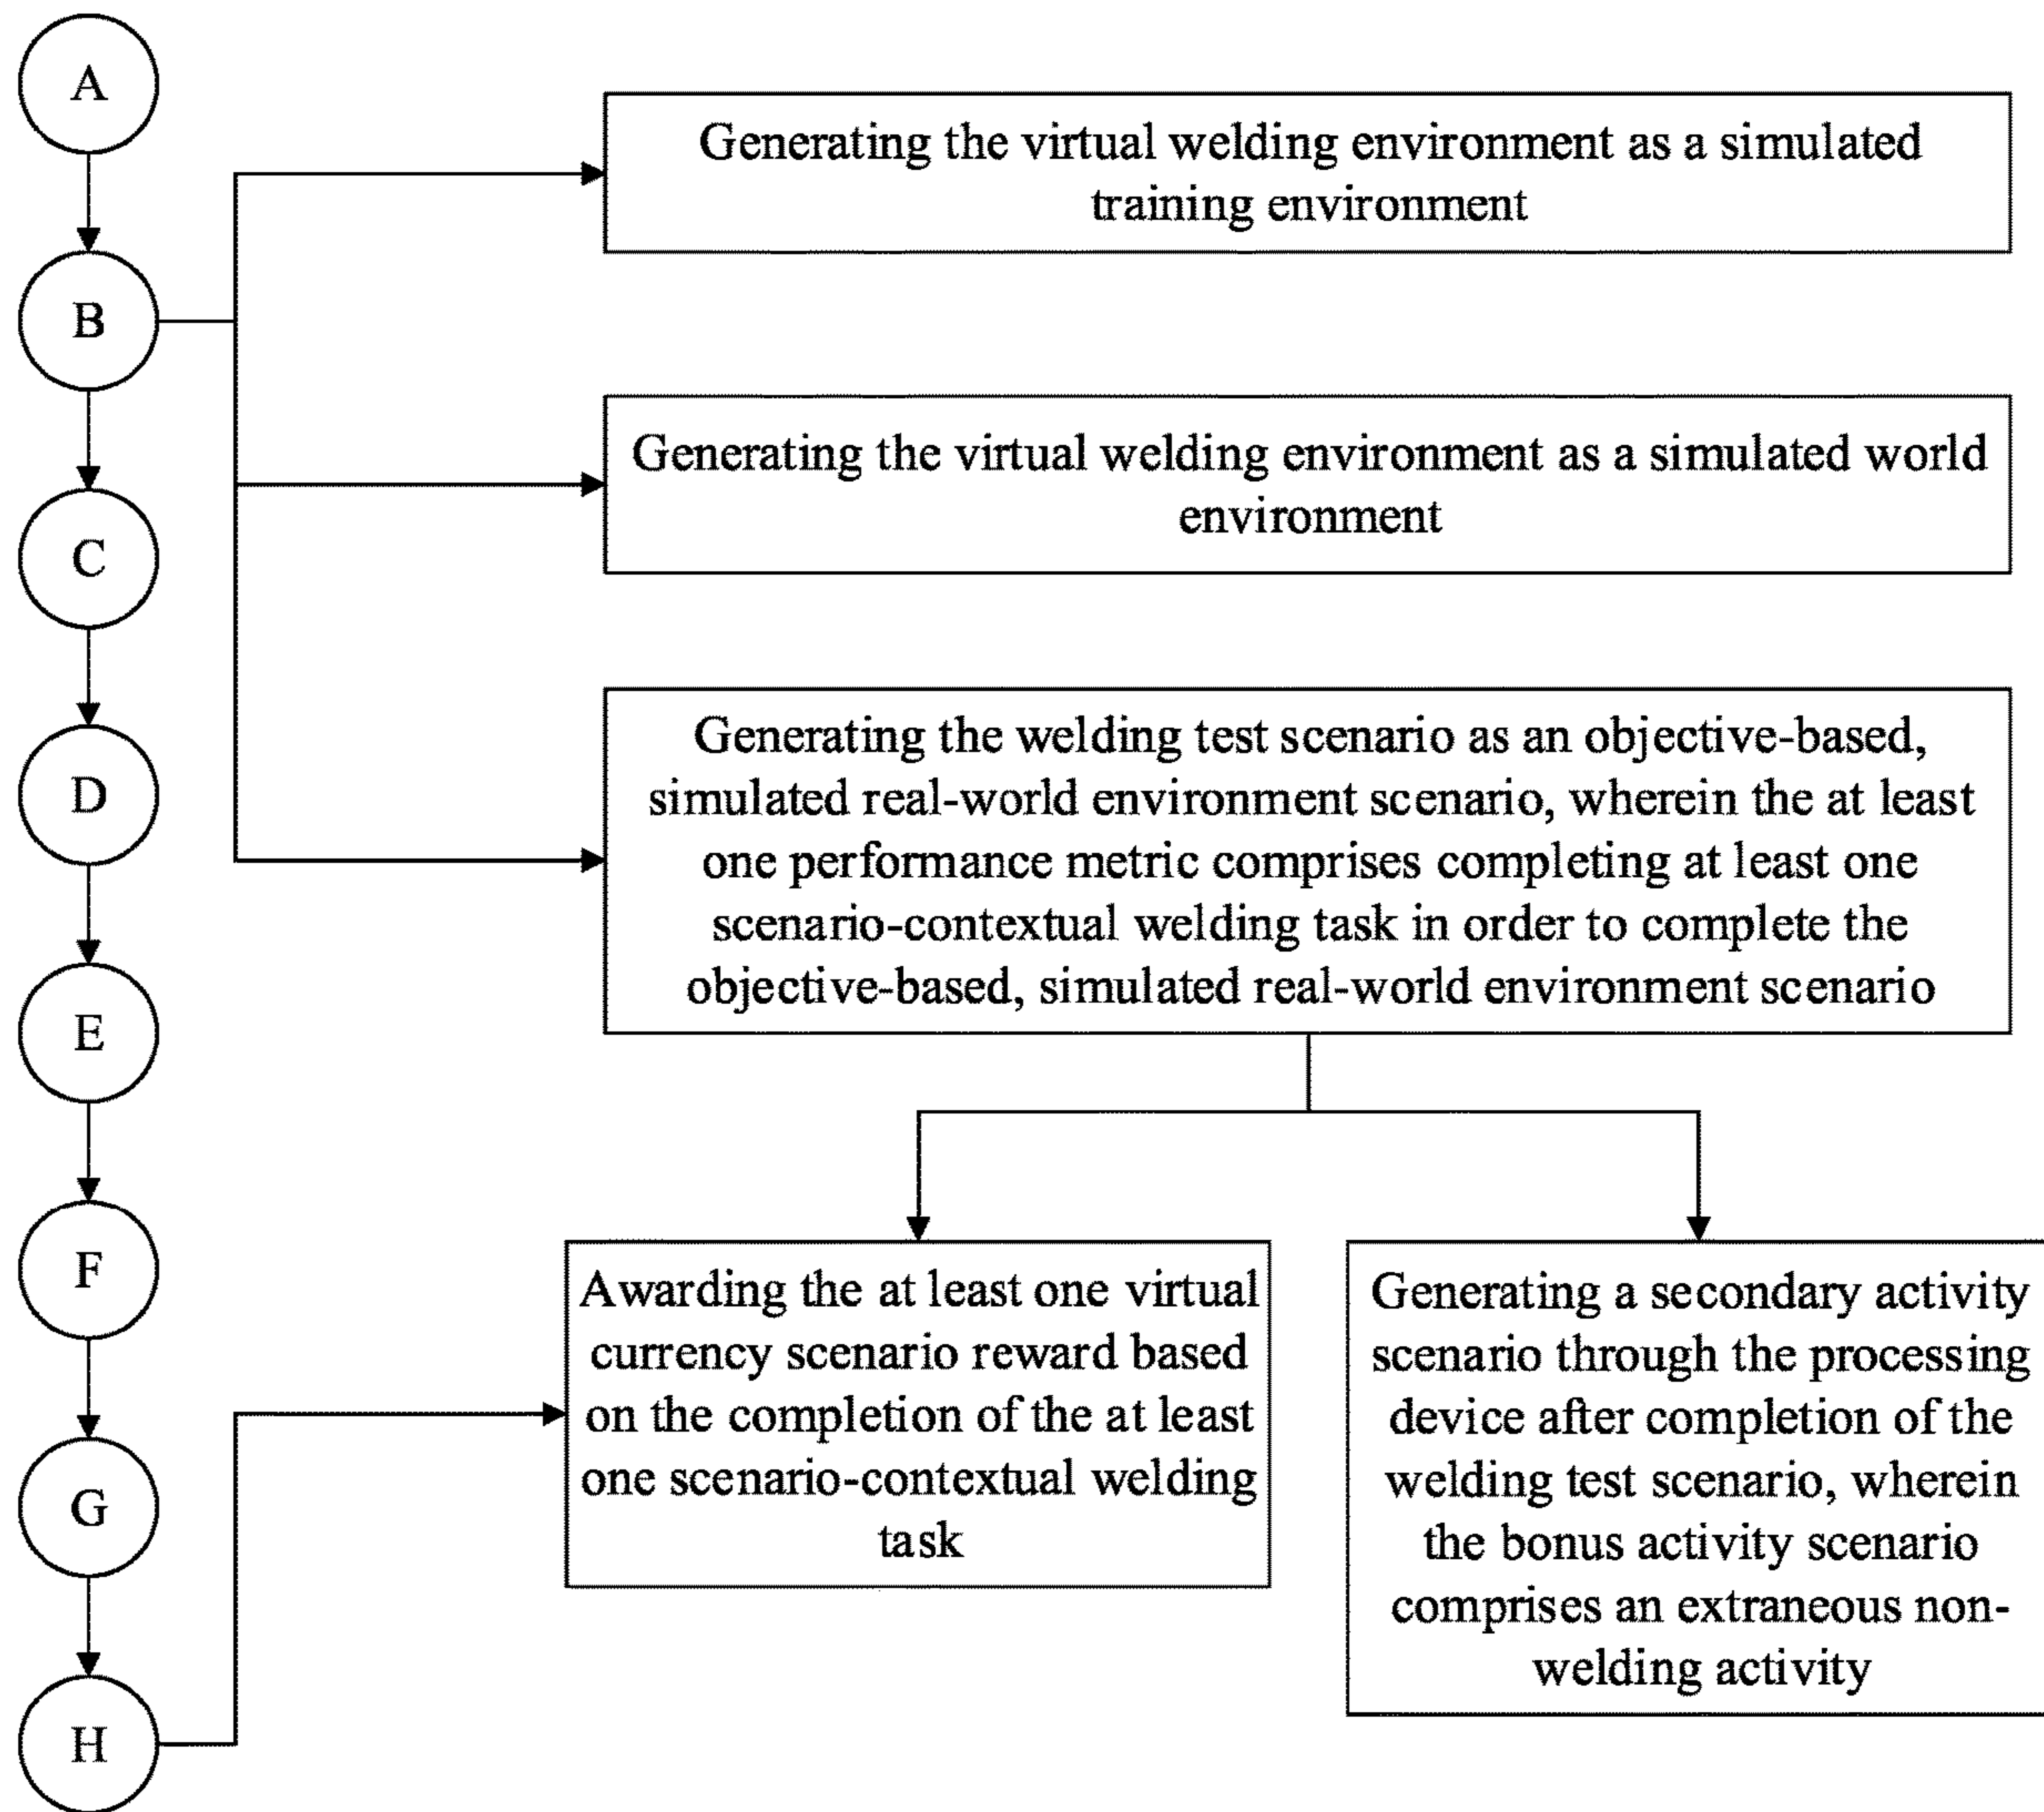 A
B
C
D
E
F
G
H
Generating the virtual welding environment as a simulated
training environment
Generating the virtual welding environment as a simulated world
environment
Generating the welding test scenario as an objective-based,
simulated real-world environment scenario, wherein the at least
one performance metric comprises completing at least one
scenario-contextual welding task in order to complete the
objective-based, simulated real-world environment scenario
Awarding the at least one virtual
currency scenario reward based
on the completion of the at least
one scenario-contextual welding
task
Generating a secondary activity
scenario through the processing
device after completion of the
welding test scenario, wherein
the bonus activity scenario
comprises an extraneous non-
welding activity